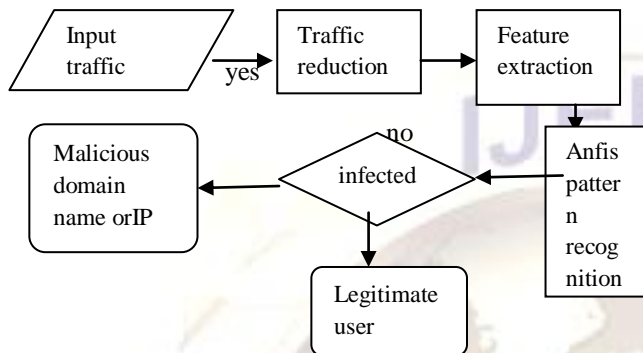 Input
traffic
yes
Traffic
reduction
Feature
extraction
IJE
Anfis
patter
n
recog
nition
no
infected
Malicious
domain
name orIP
Legitimate
user